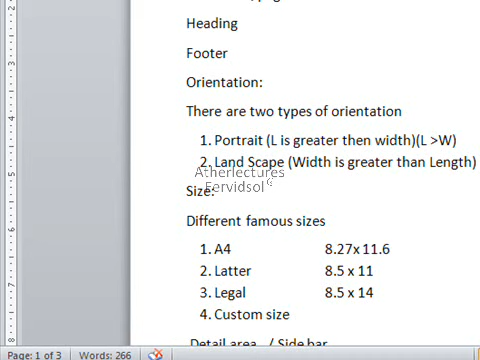 Heading
Footer
Orientation:
There are two types of orientation
1. Portrait (L is greater then width)(L >W)
2. Land Scape (Width is greater than Length)
Atherlectures
Fervidsol
Size:
Different famous sizes
1. A4 8.27x 11.6
2. Latter 8.5 x 11
3. Legal 8.5 x 14
4. Custom size
Detail area / Side bar
Page: 1 of 3 Words: 266